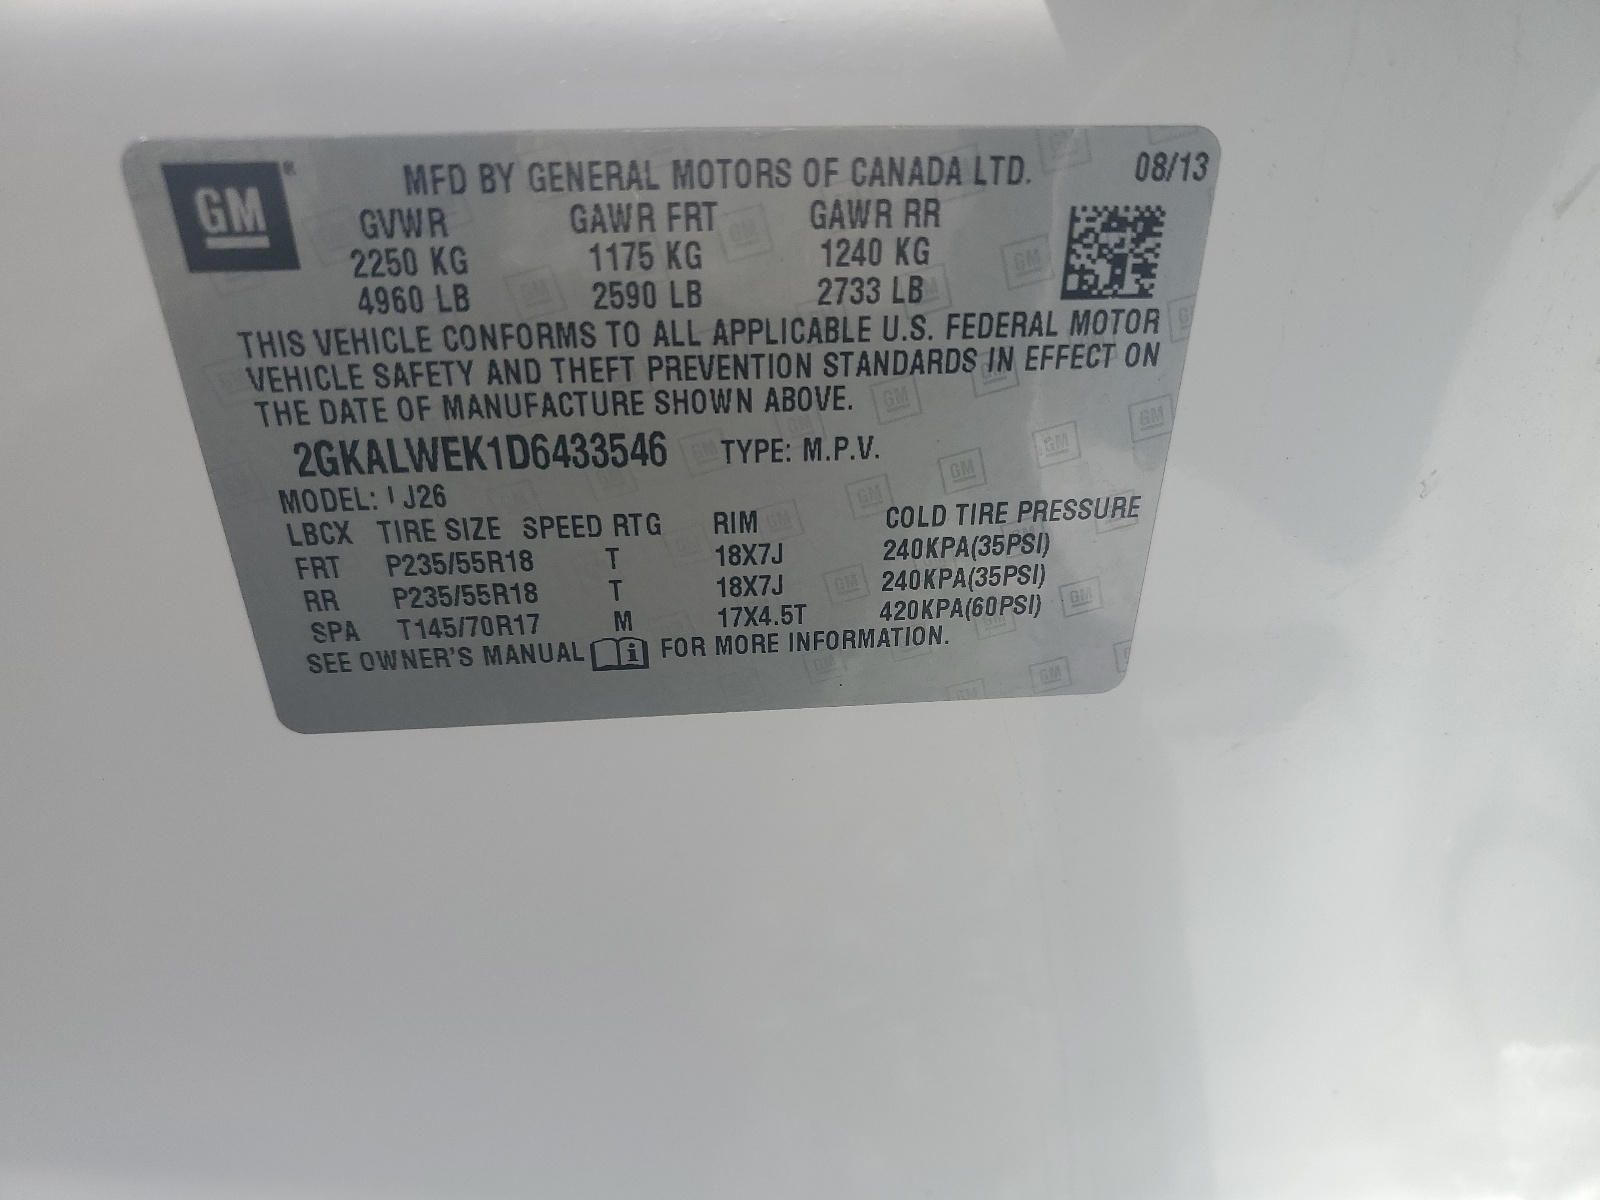 GM
MFD BY GENERAL MOTORS OF CANADA LTD. 08/13
GVWR GAWR FRT GAWR RR
2250 KG 1175 KG 1240 KG
4960 LB 2590 LB 2733 LB
THIS VEHICLE CONFORMS TO ALL APPLICABLE U.S. FEDERAL MOTOR
VEHICLE SAFETY AND THEFT PREVENTION STANDARDS IN EFFECT ON
THE DATE OF MANUFACTURE SHOWN ABOVE.
2GKALWEK1D6433546 TYPE: M.P.V.
MODEL: J26
LBCX TIRE SIZE SPEED RTG RIM COLD TIRE PRESSURE
FRT P235/55R18 T 18X7J 240KPA(35PSI)
RR P235/55R18 T 18X7J 240KPA(35PSI)
SPA T145/70R17 M 17X4.5T 420KPA(60PSI)
SEE OWNER'S MANUAL FOR MORE INFORMATION.